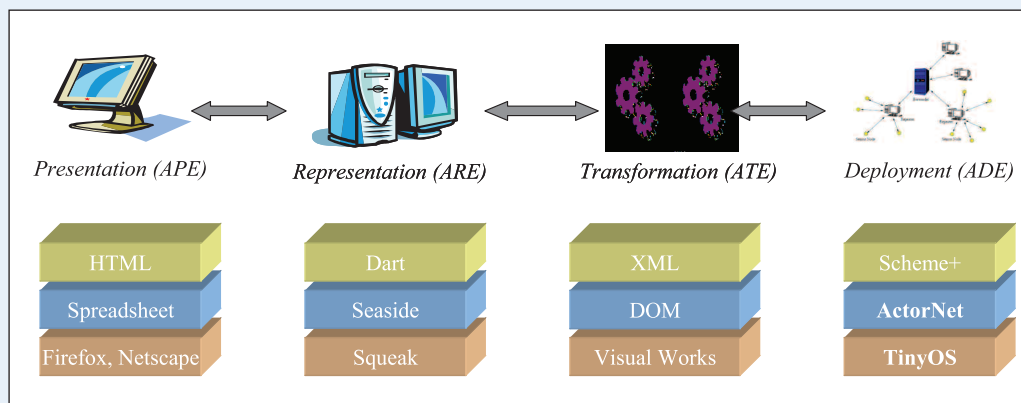 Presentation (APE)
Representation (ARE)
Transformation (ATE)
Deployment (ADE)
HTML
Spreadsheet
Firefox, Netscape
Dart
Seaside
Squeak
XML
DOM
Visual Works
Scheme+
ActorNet
TinyOS